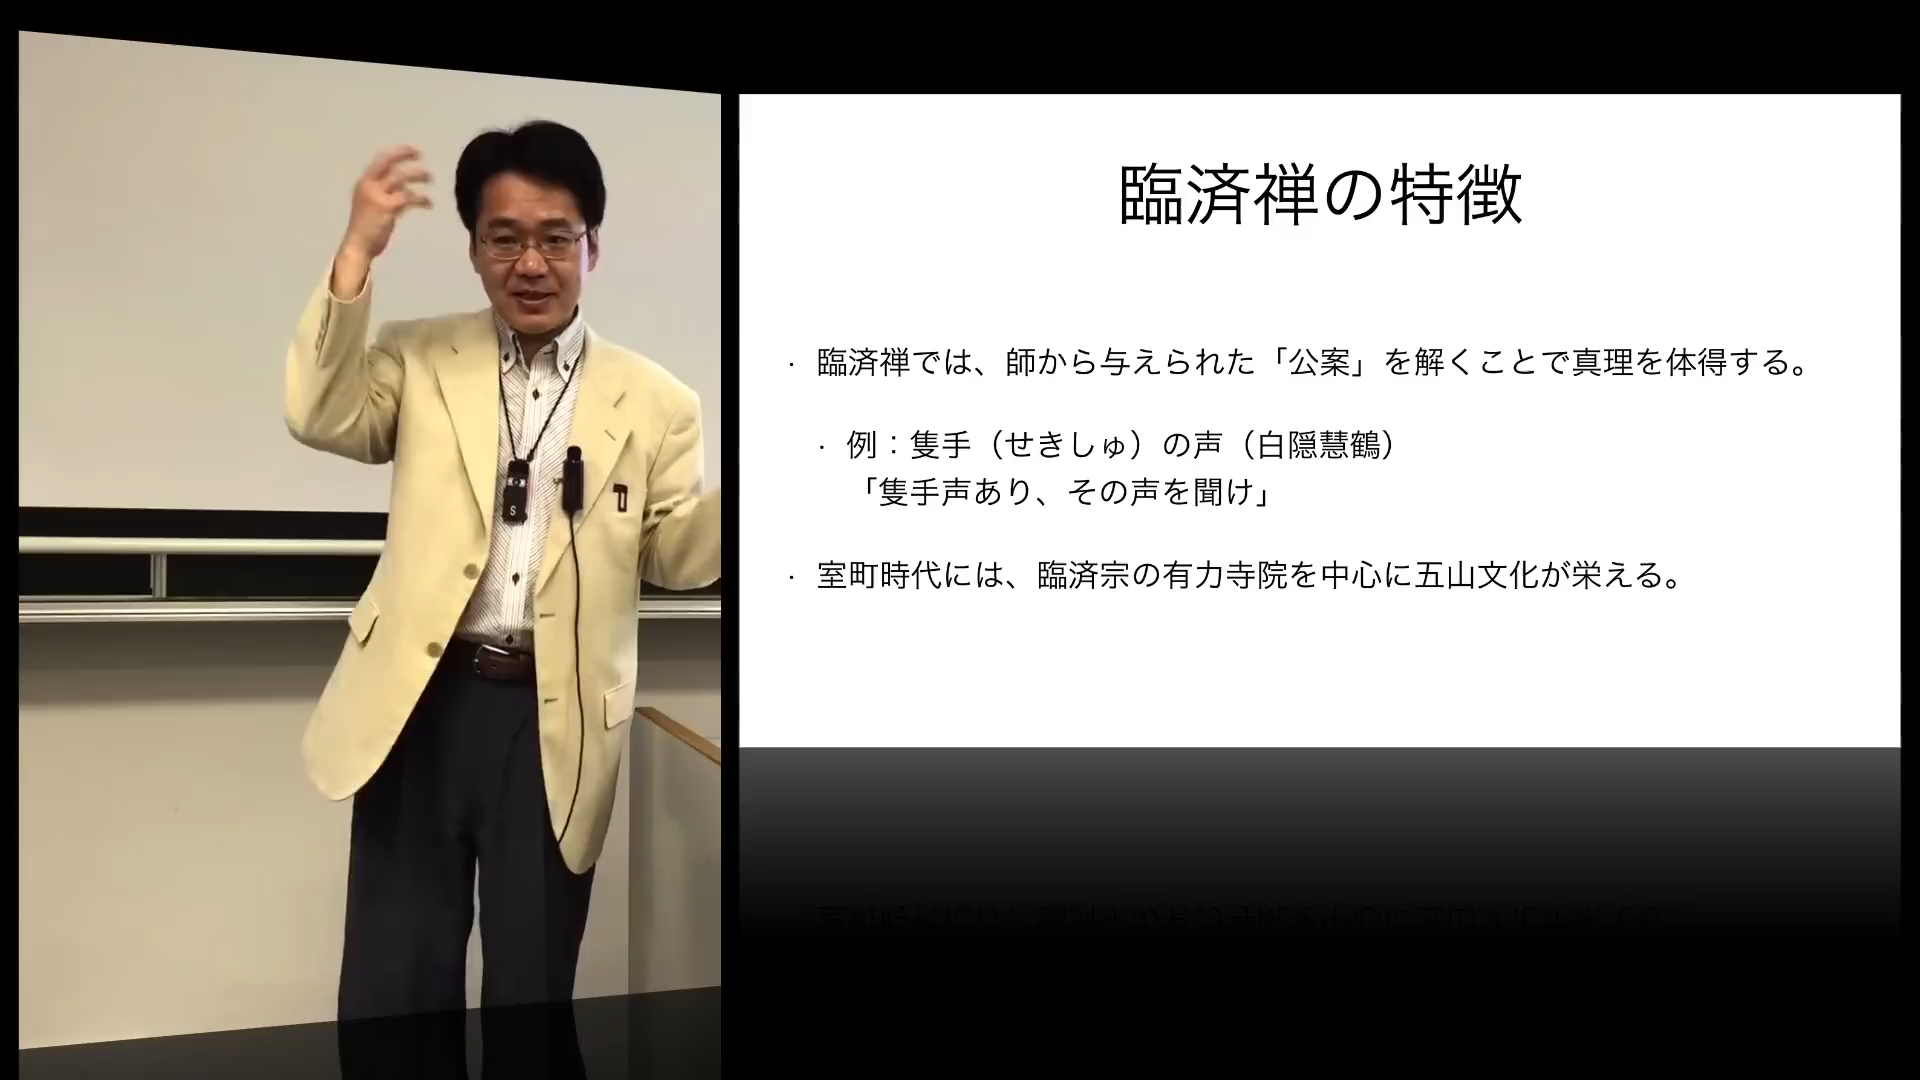 臨済禅の特徴
・臨済禅では、師から与えられた「公案」を解くことで真理を体得する。
・例：隻手（せきしゅ）の声（白隠慧鶴）
「隻手声あり、その声を聞け」
・室町時代には、臨済宗の有力寺院を中心に五山文化が栄える。
S